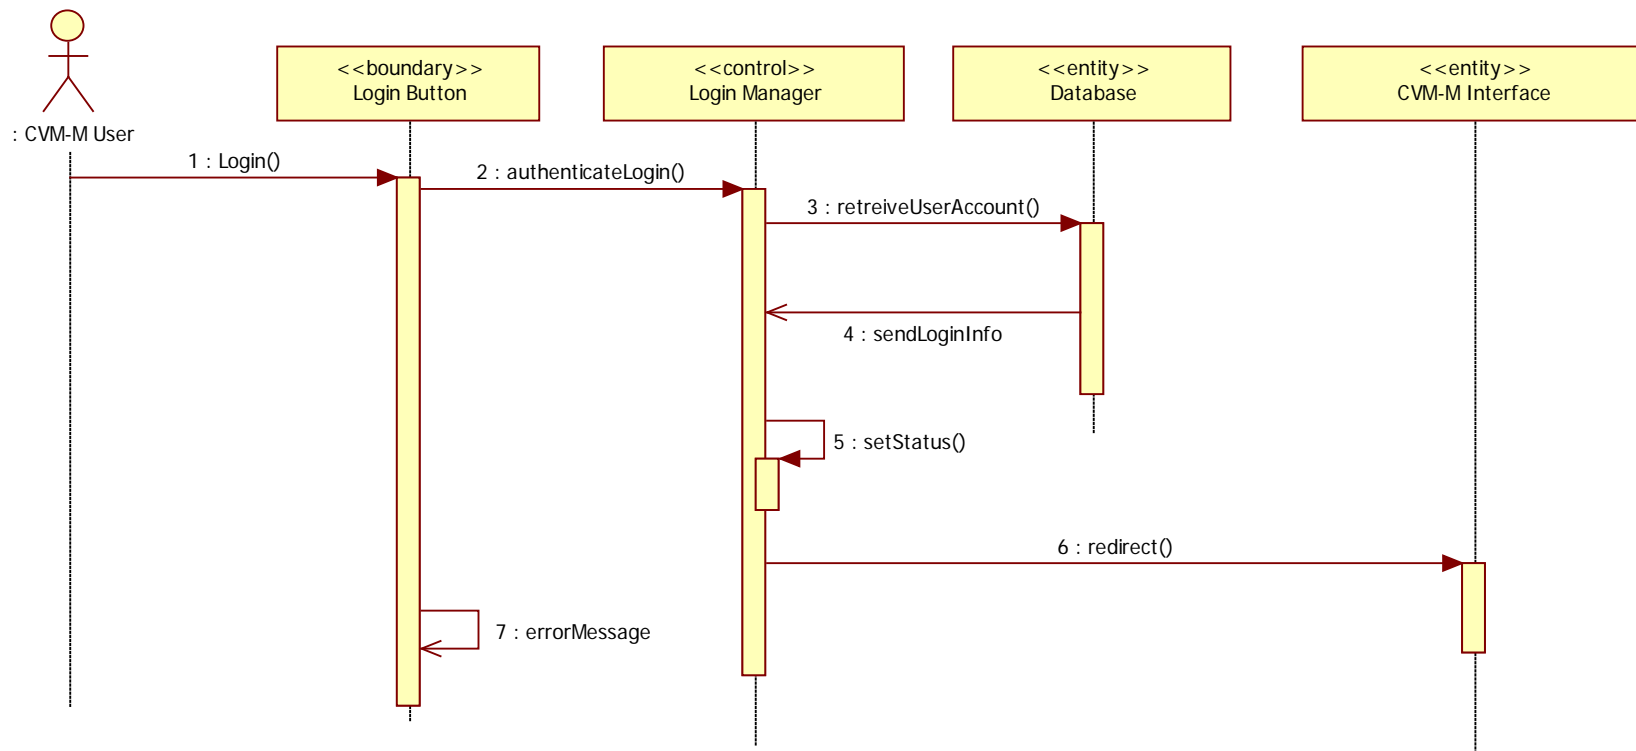 <<boundary>>
Login Button
<<control>>
Login Manager
<<entity>>
Database
<<entity>>
CVM-M Interface
: CVM-M User
1 : Login()
2 : authenticateLogin()
3 : retreiveUserAccount()
4 : sendLoginInfo
5 : setStatus()
6 : redirect()
7 : errorMessage